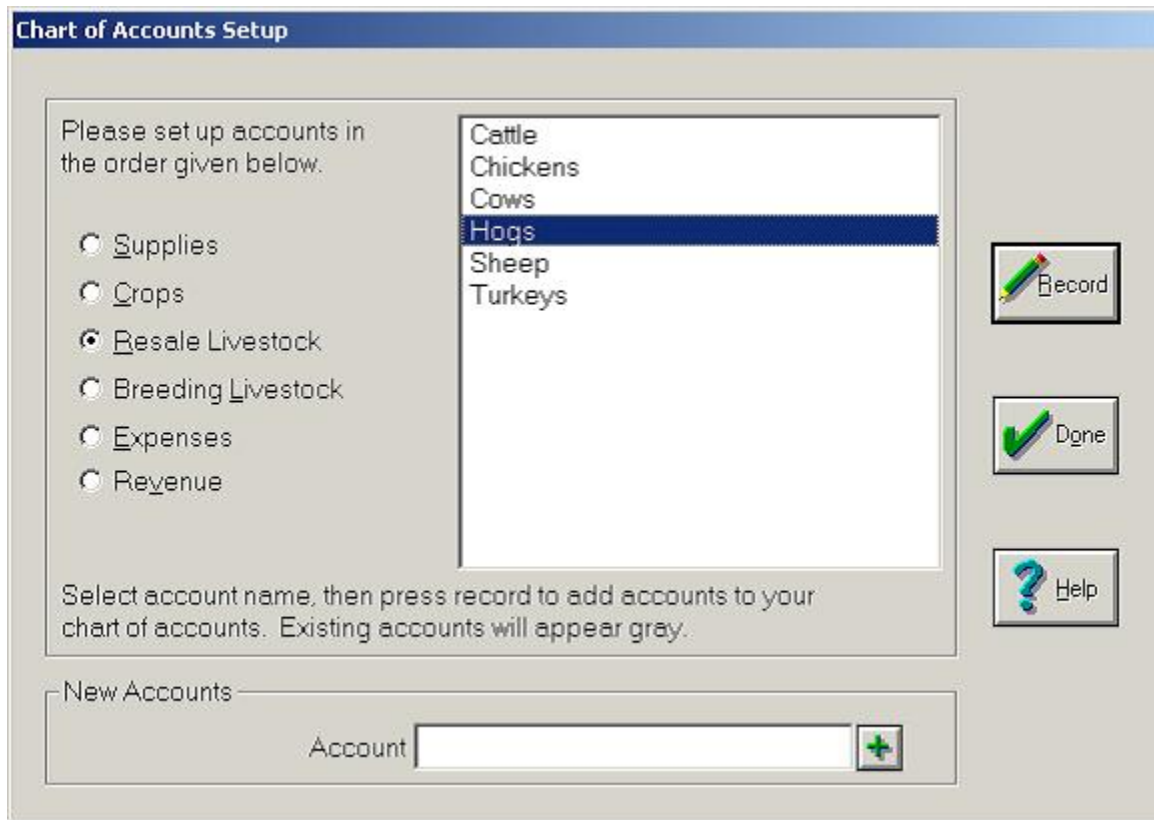 Chart of Accounts Setup
Please set up accounts in
the order given below.
Supplies
Crops
Resale Livestock
Breeding Livestock
Expenses
Revenue
Cattle
Chickens
Cows
Hogs
Sheep
Turkeys
Record
Done
Help
Select account name, then press record to add accounts to your
chart of accounts. Existing accounts will appear gray.
New Accounts
Account